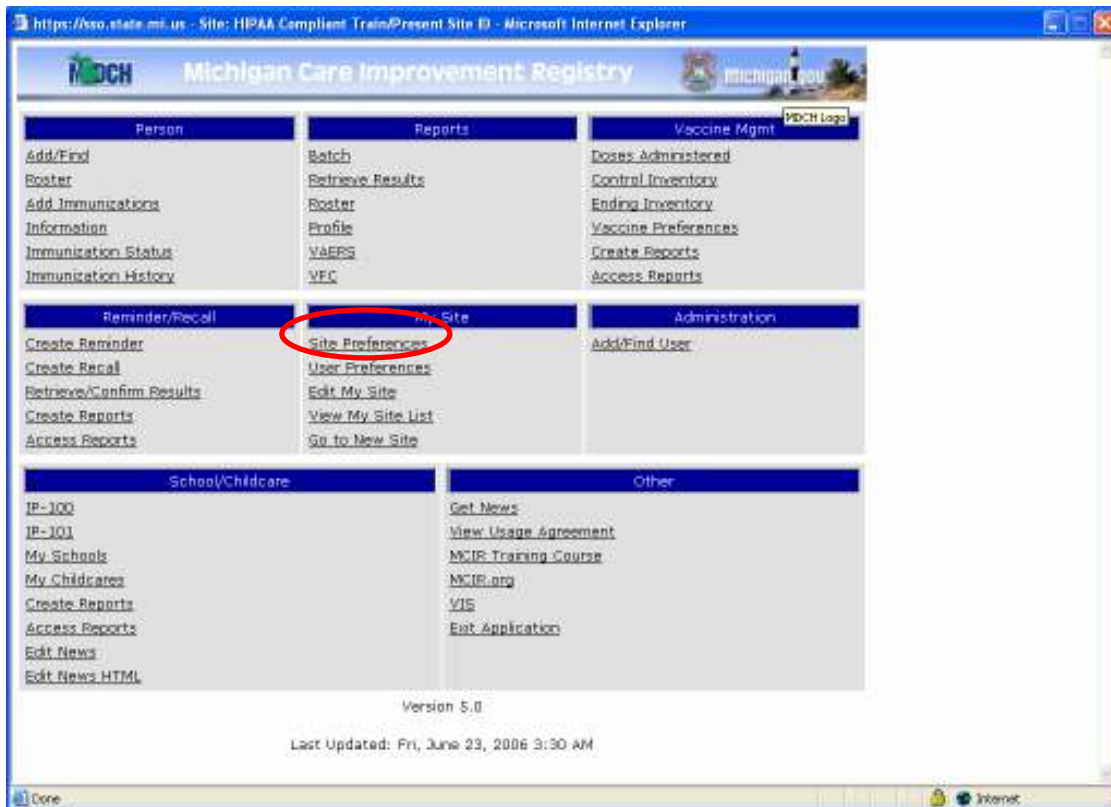 https://sso.state.mi.us - Site: HIPAA Compliant Train/Present Site ID - Microsoft Internet Explorer
MDCH Michigan Care Improvement Registry michigan.gov
MDCH Logo
Person
Add/Find
Roster
Add Immunizations
Information
Immunization Status
Immunization History
Reports
Batch
Retrieve Results
Roster
Profile
VAERS
VFC
Vaccine Mgmt
Doses Administered
Control Inventory
Ending Inventory
Vaccine Preferences
Create Reports
Access Reports
Reminder/Recall
Create Reminder
Create Recall
Retrieve/Confirm Results
Create Reports
Access Reports
My Site
Site Preferences
User Preferences
Edit My Site
View My Site List
Go to New Site
Administration
Add/Find User
School/Childcare
IP-100
IP-101
My Schools
My Childcares
Create Reports
Access Reports
Edit News
Edit News HTML
Other
Get News
View Usage Agreement
MCIR Training Course
MCIR.org
VIS
Exit Application
Version 5.0
Last Updated: Fri, June 23, 2006 3:30 AM
Done
Internet